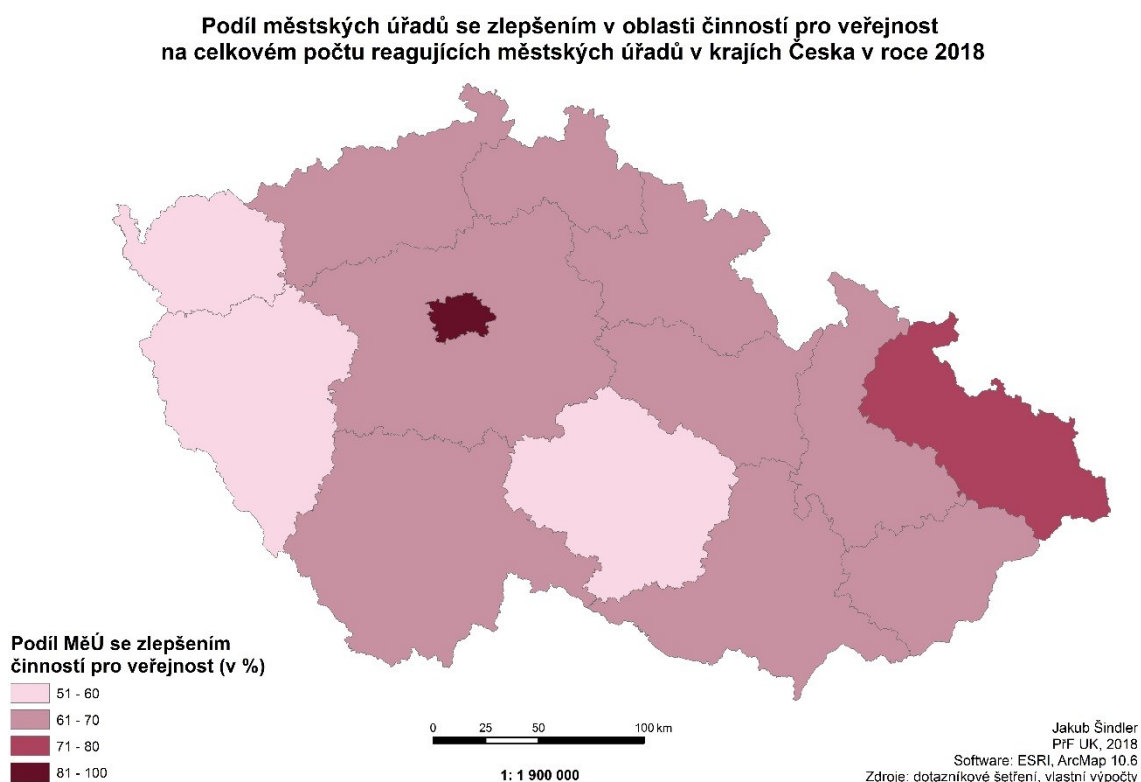 Podíl městských úřadů se zlepšením v oblasti činností pro veřejnost
na celkovém počtu reagujících městských úřadů v krajích Česka v roce 2018
Podíl MěÚ se zlepšením
činností pro veřejnost (v %)
51 - 60
61 - 70
71 - 80
81 - 100
0 25 50 100 km
1: 1 900 000
Jakub Šindler
PřF UK, 2018
Software: ESRI, ArcMap 10.6
Zdroje: dotazníkové šetření, vlastní výpočty